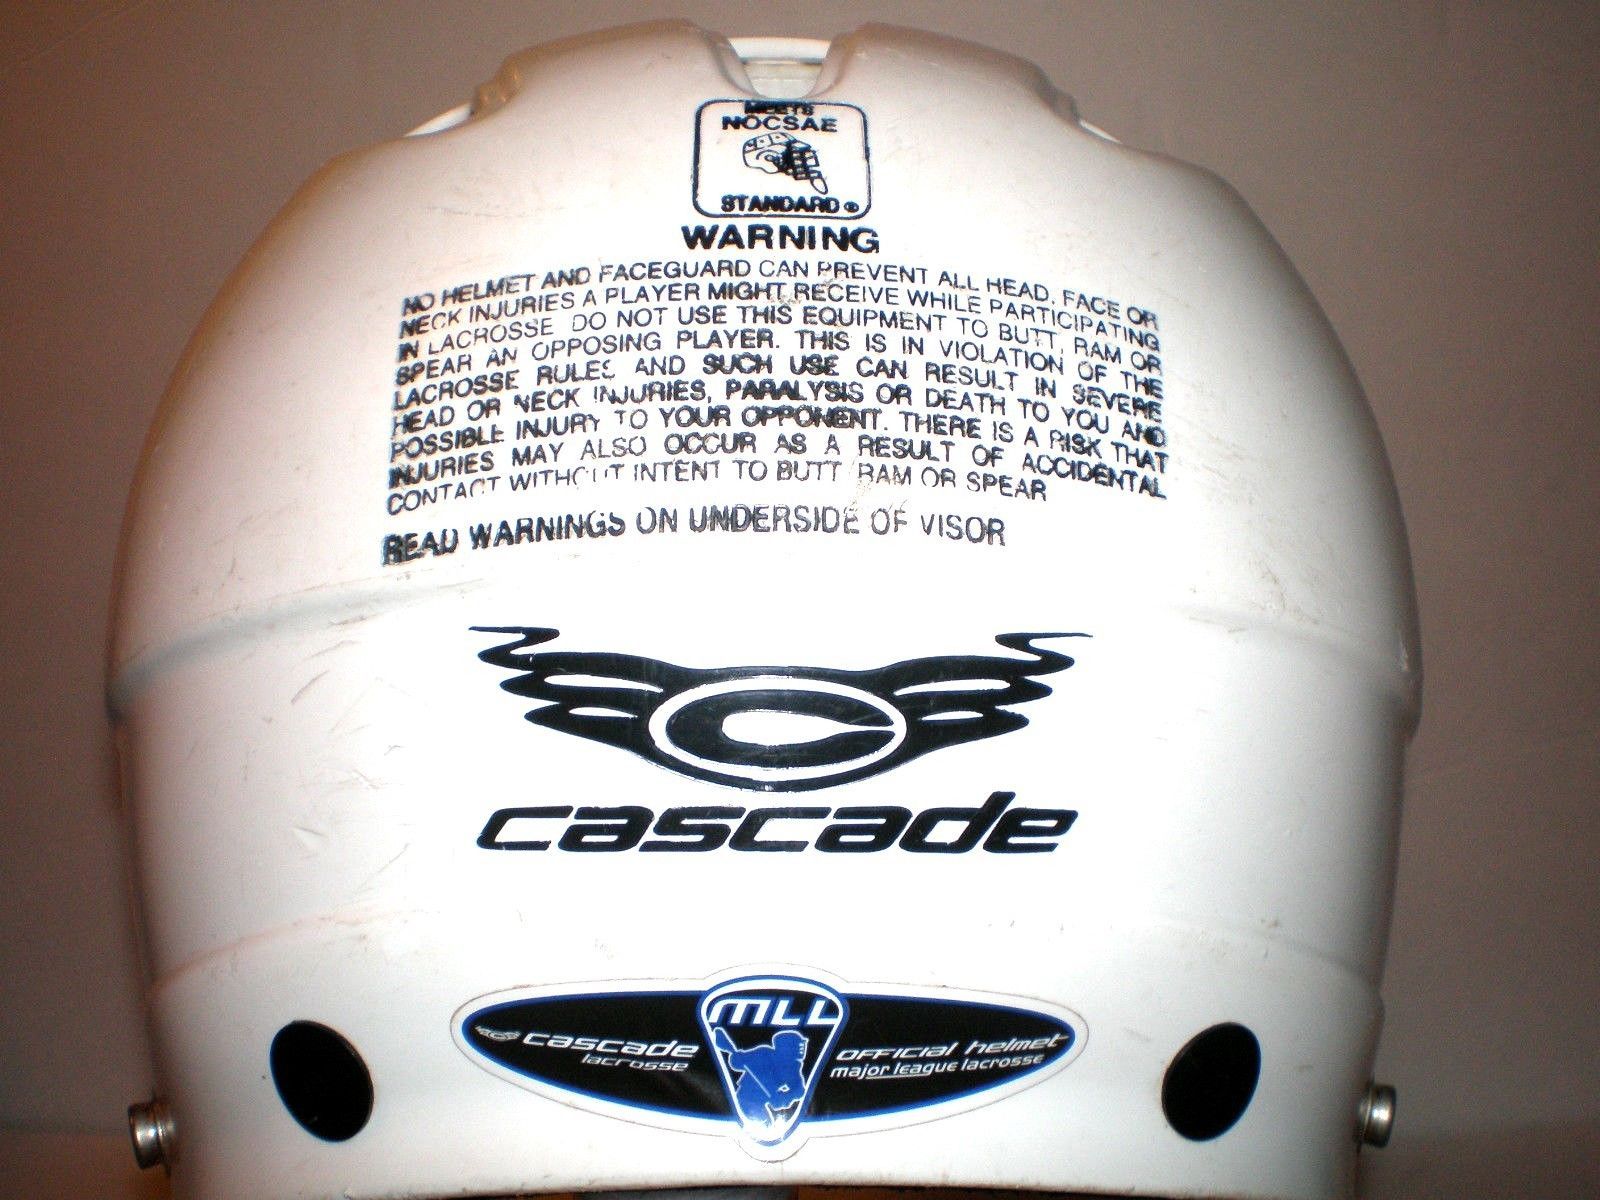 MEETS
NOCSAE
STANDARD ®
WARNING
NO HELMET AND FACEGUARD CAN PREVENT ALL HEAD, FACE OR
NECK INJURIES A PLAYER MIGHT RECEIVE WHILE PARTICIPATING
IN LACROSSE DO NOT USE THIS EQUIPMENT TO BUTT, RAM OR
SPEAR AN OPPOSING PLAYER. THIS IS IN VIOLATION OF THE
LACROSSE RULES AND SUCH USE CAN RESULT IN SEVERE
HEAD OR NECK INJURIES, PARALYSIS OR DEATH TO YOU AND
POSSIBLE INJURY TO YOUR OPPONENT. THERE IS A RISK THAT
INJURIES MAY ALSO OCCUR AS A RESULT OF ACCIDENTAL
CONTACT WITHOUT INTENT TO BUTT RAM OR SPEAR
READ WARNINGS ON UNDERSIDE OF VISOR
C
cascade
MLL
cascade
lacrosse
OFFICIAL helmet
major LEAGUE lacrosse